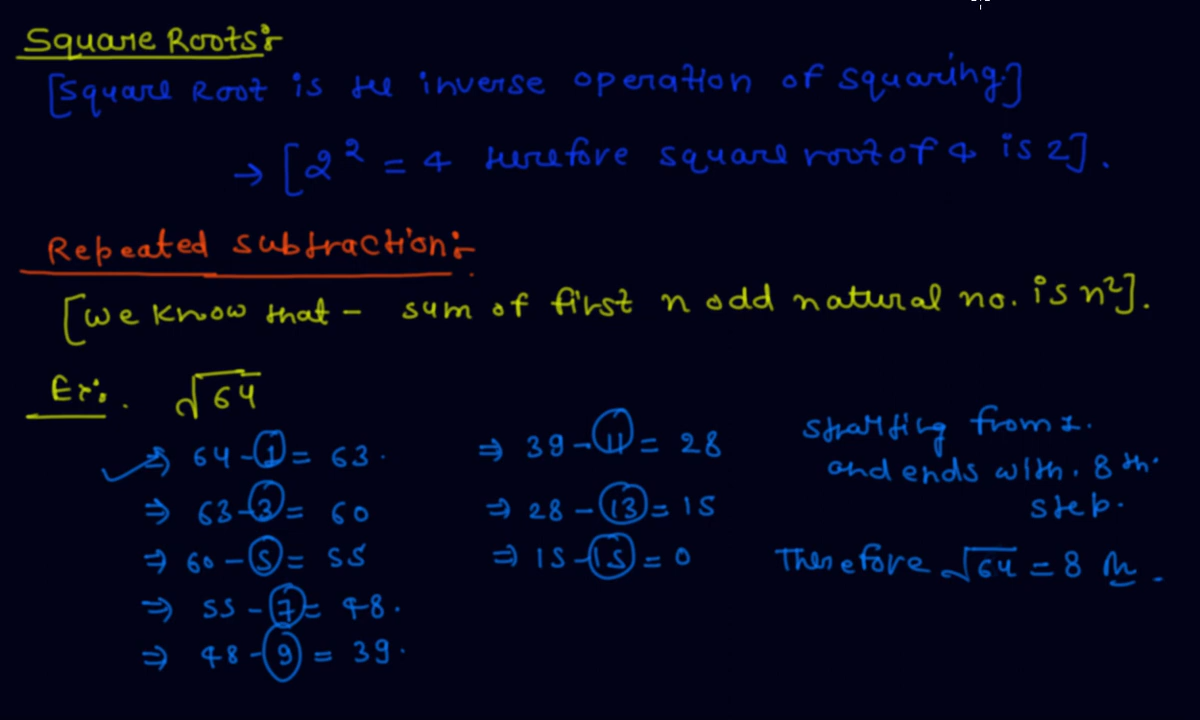 Square Roots:-
[Square Root is the inverse operation of squaring.]
→ [2² = 4 therefore square root of 4 is 2].
Repeated subtraction:-
[we know that - sum of first n odd natural no. is n²].
Ex:. √64
⇒ 64-1= 63.
⇒ 63-3= 60
⇒ 60-5= 55
⇒ 55-7= 48.
⇒ 48-9 = 39.
⇒ 39-11= 28
⇒ 28-13=15
⇒ 15-15=0
starting from 1.
and ends with. 8th.
step.
Therefore √64 = 8